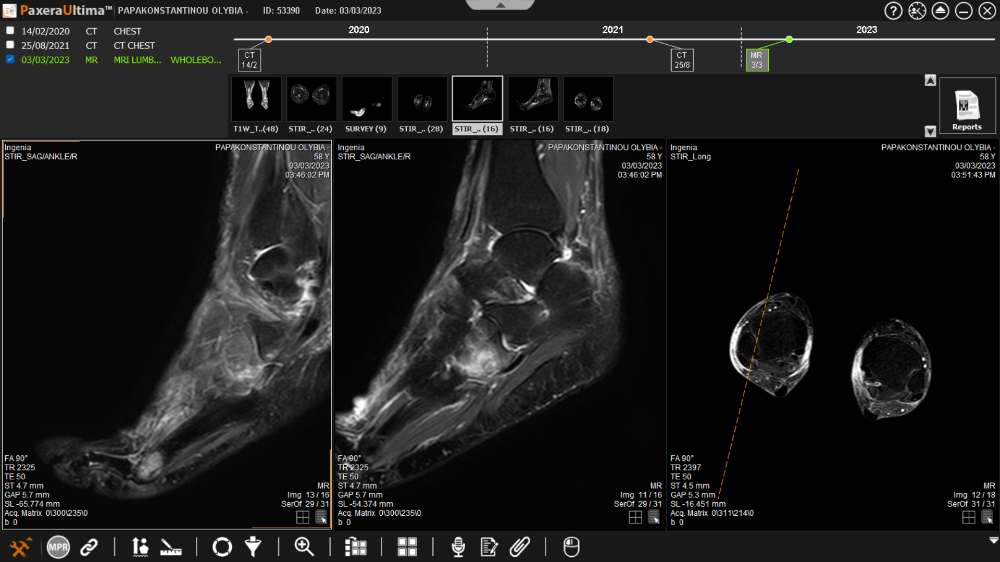 PaxeraUltima™ PAPAKONSTANTINOU OLYBIA - ID: 53390 Date: 03/03/2023
14/02/2020 CT CHEST
25/08/2021 CT CT CHEST
03/03/2023 MR MRI LUMB... WHOLEBO...
2020 2021 2023
CT
14/2
CT
25/8
MR
3/3
T1W_T..(48) STIR_.. (24) SURVEY (9) STIR_.. (28) STIR_.. (16) STIR_.. (16) STIR_.. (18)
Reports
Ingenia
STIR_SAG/ANKLE/R
PAPAKONSTANTINOU OLYBIA -
58 Y
03/03/2023
03:46:02 PM
FA 90°
TR 2325
TE 50
ST 4.7 mm
GAP 5.7 mm
SL -65.774 mm
Acq. Matrix 0\300\235\0
b 0
MR
Img 13 / 16
SerOf 29 / 31
Ingenia
STIR_SAG/ANKLE/R
PAPAKONSTANTINOU OLYBIA -
58 Y
03/03/2023
03:46:02 PM
FA 90°
TR 2325
TE 50
ST 4.7 mm
GAP 5.7 mm
SL -54.374 mm
Acq. Matrix 0\300\235\0
b 0
MR
Img 11 / 16
SerOf 29 / 31
Ingenia
STIR_Long
PAPAKONSTANTINOU OLYBIA -
58 Y
03/03/2023
03:51:43 PM
FA 90°
TR 2397
TE 50
ST 4.5 mm
GAP 5.3 mm
SL -16.451 mm
Acq. Matrix 0\311\214\0
b 0
MR
Img 12 / 18
SerOf 31 / 31
MPR